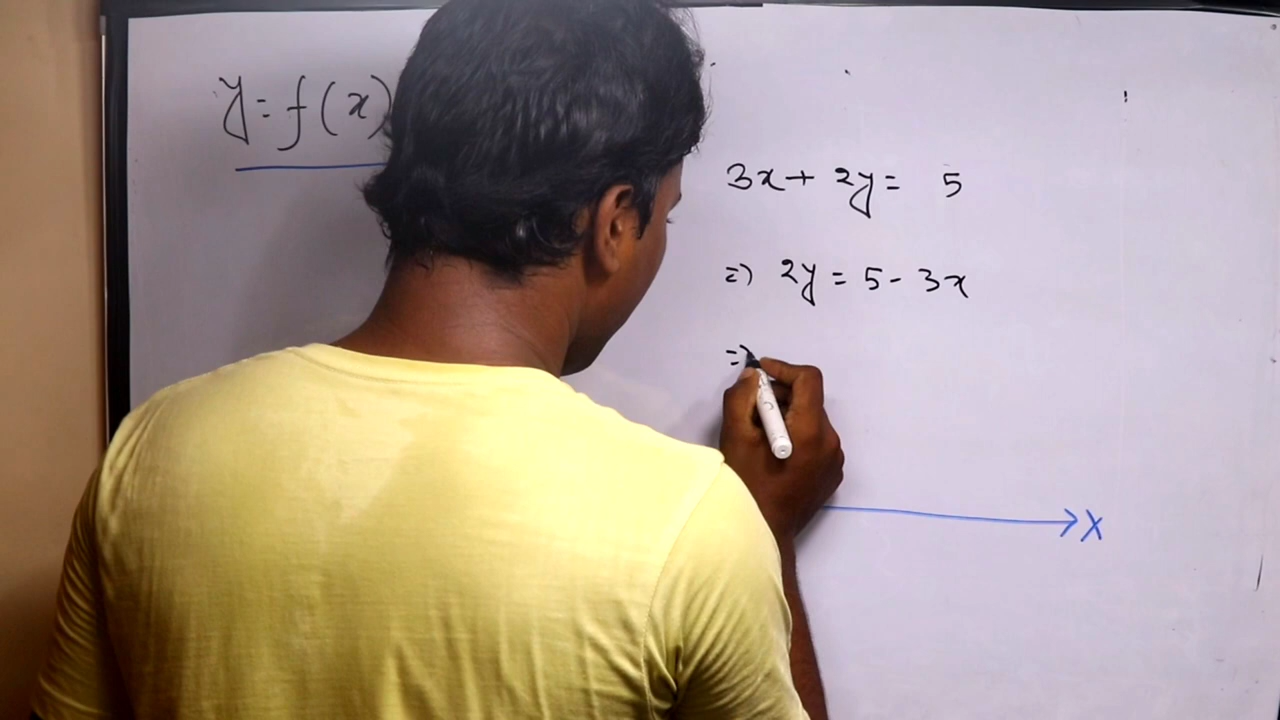 y = f(x)
3x + 2y = 5
⇒ 2y = 5 - 3x
⇒
X